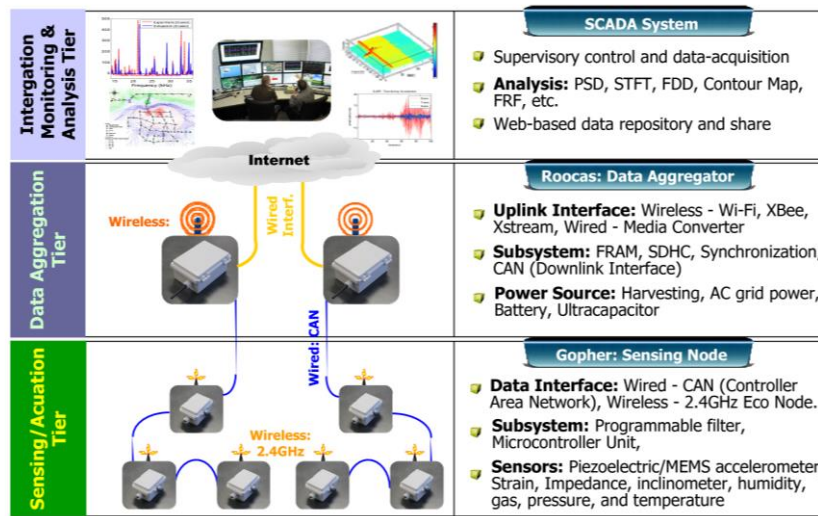 Intergation
Monitoring &
Analysis Tier
Frequency (MHz)
Internet
SCADA System
Supervisory control and data-acquisition
Analysis: PSD, STFT, FDD, Contour Map,
FRF, etc.
Web-based data repository and share
Data Aggregation
Tier
Wireless:
Wired
Interf.
Roocas: Data Aggregator
Uplink Interface: Wireless - Wi-Fi, XBee,
Xstream, Wired - Media Converter
Subsystem: FRAM, SDHC, Synchronization,
CAN (Downlink Interface)
Power Source: Harvesting, AC grid power,
Battery, Ultracapacitor
Sensing/Acuation
Tier
Wired: CAN
Wireless:
2.4GHz
Gopher: Sensing Node
Data Interface: Wired - CAN (Controller
Area Network), Wireless - 2.4GHz Eco Node.
Subsystem: Programmable filter,
Microcontroller Unit,
Sensors: Piezoelectric/MEMS accelerometer
Strain, Impedance, inclinometer, humidity,
gas, pressure, and temperature